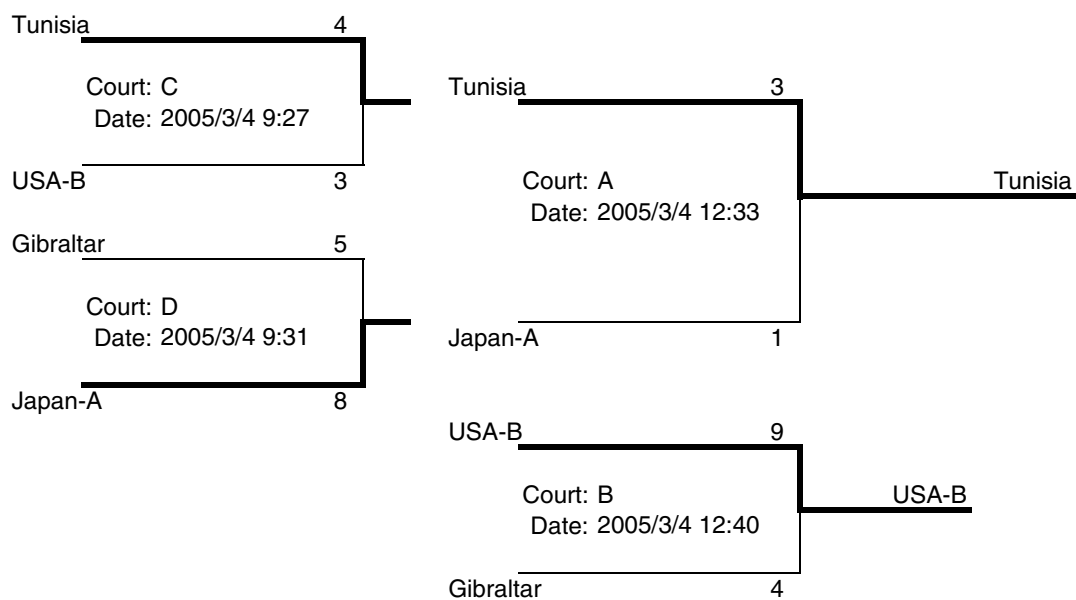 Tunisia 4
Court: C
Date: 2005/3/4 9:27
USA-B 3
Gibraltar 5
Court: D
Date: 2005/3/4 9:31
Japan-A 8
Tunisia 3
Court: A
Date: 2005/3/4 12:33
Japan-A 1
Tunisia
USA-B 9
Court: B
Date: 2005/3/4 12:40
Gibraltar 4
USA-B